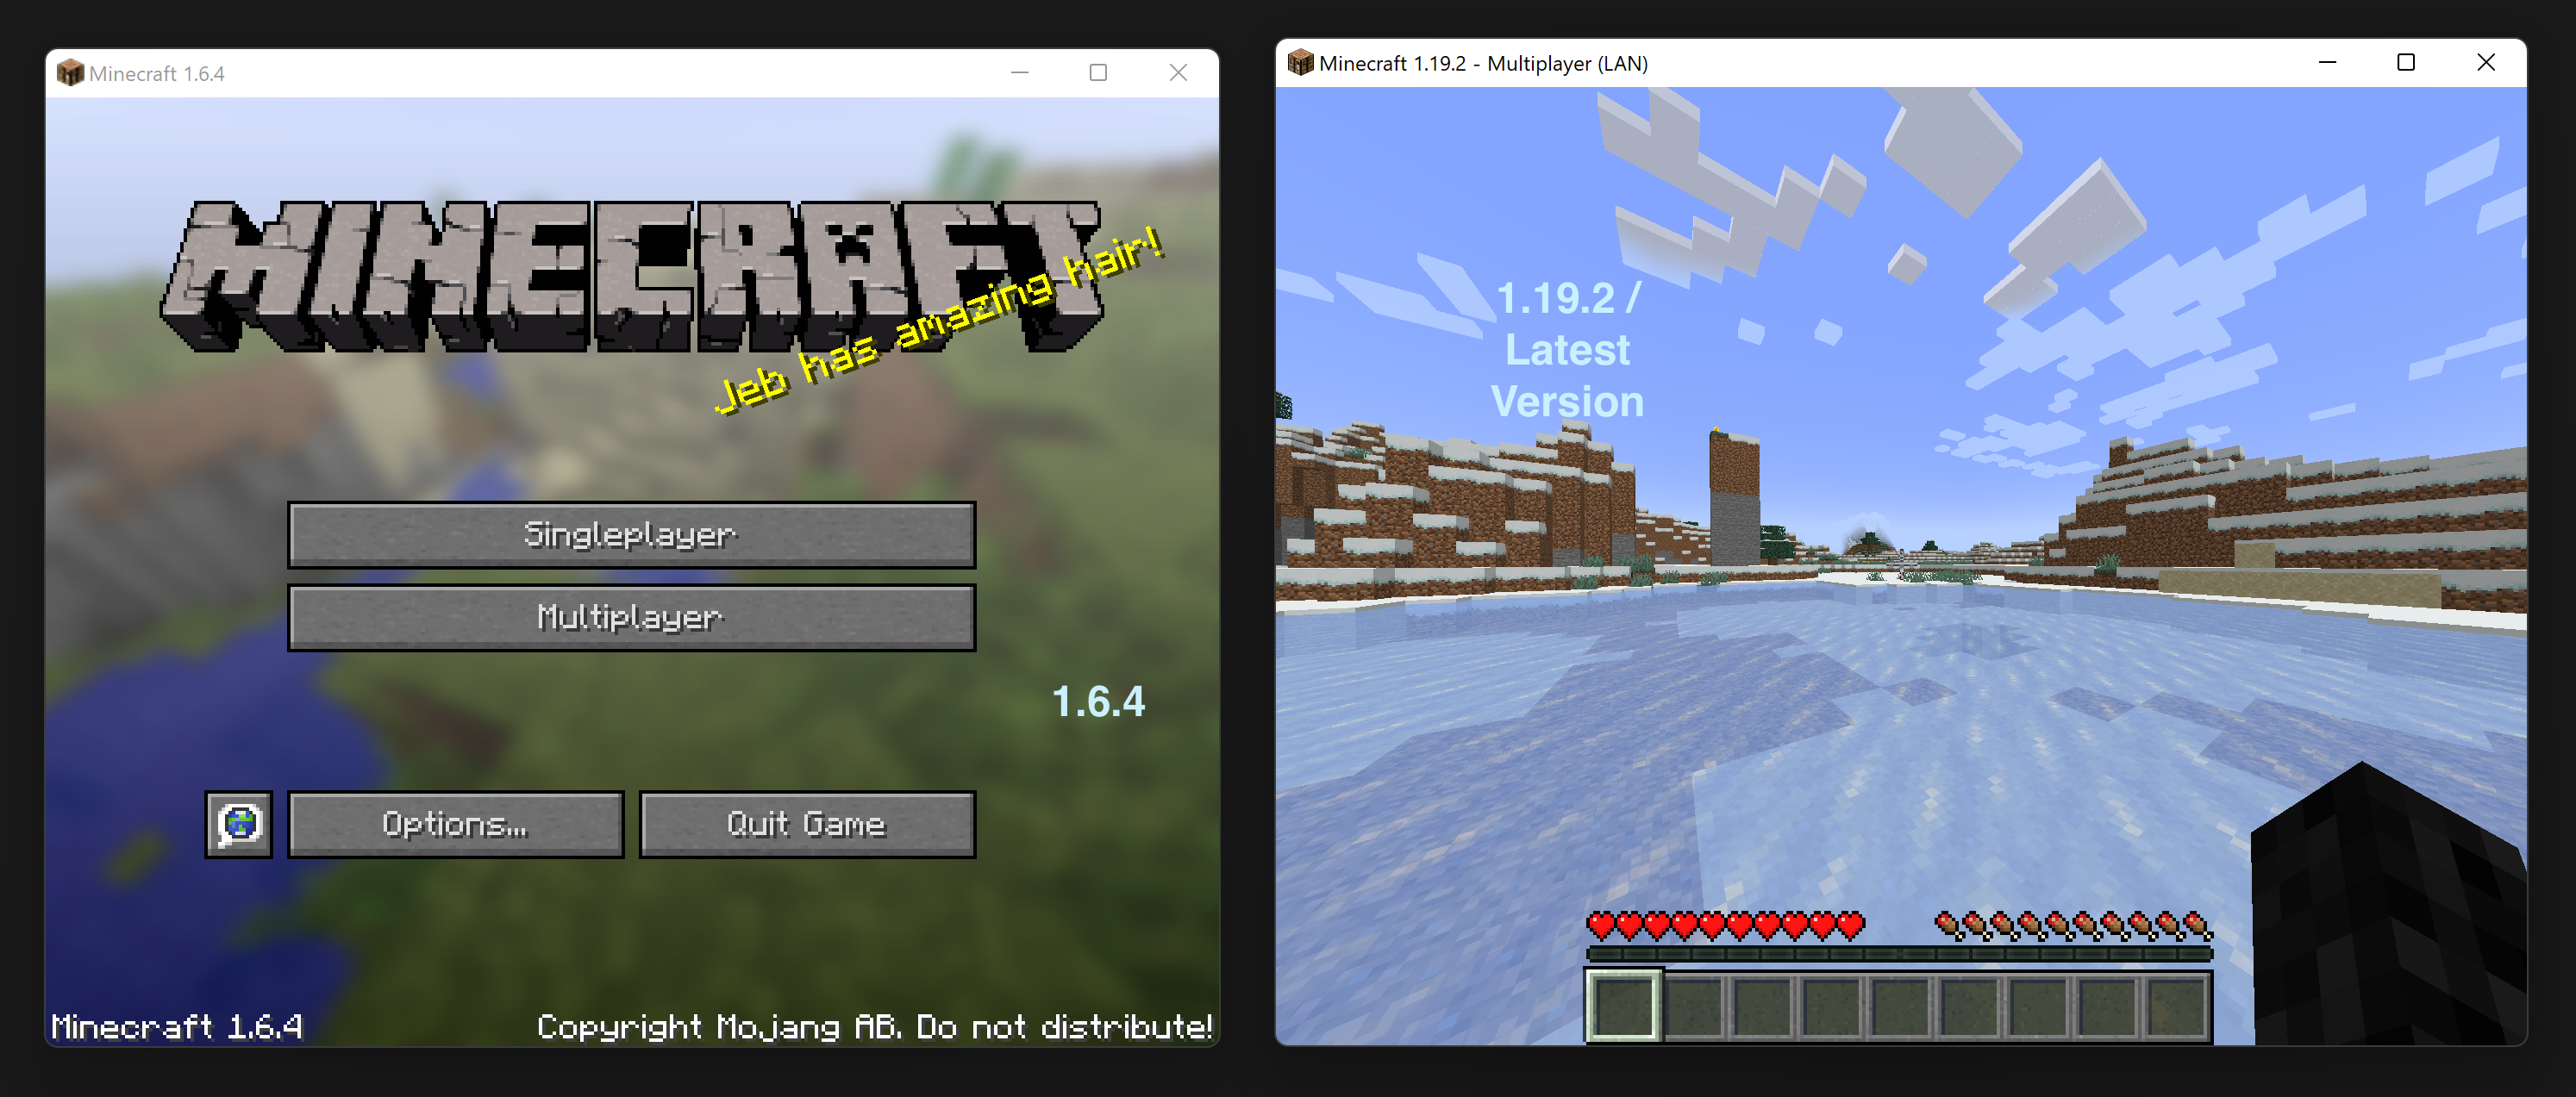 Minecraft 1.6.4
MINECRAFT
Jeb has amazing hair!
Singleplayer
Multiplayer
1.6.4
Options...
Quit Game
Minecraft 1.6.4
Copyright Mojang AB. Do not distribute!
Minecraft 1.19.2 - Multiplayer (LAN)
1.19.2 /
Latest
Version